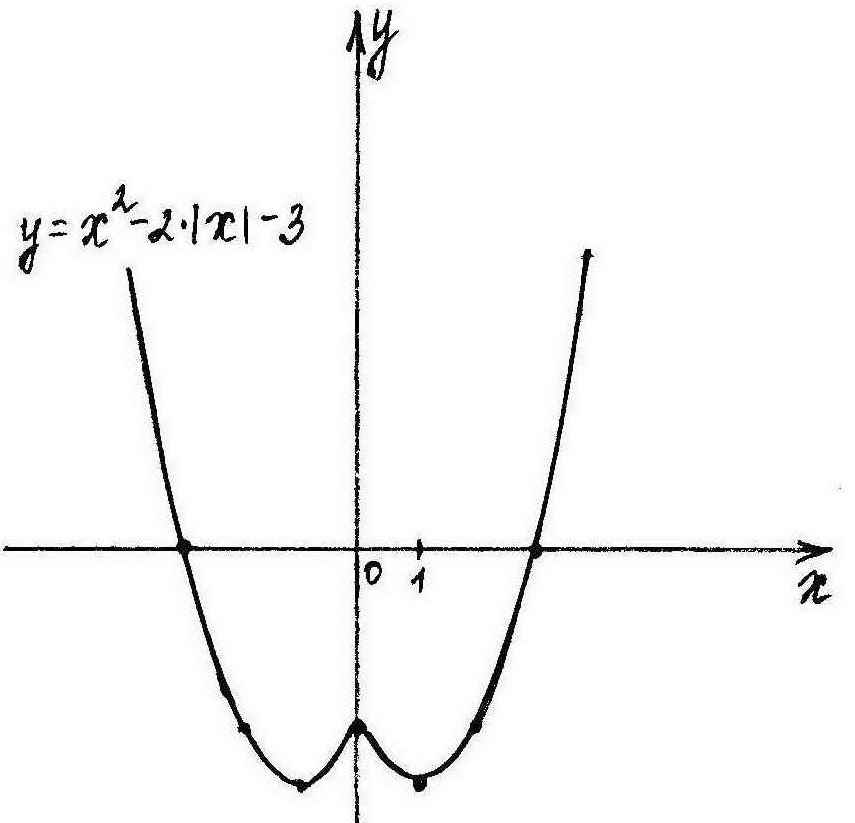 y
y = x²-2·|x|-3
0
1
x